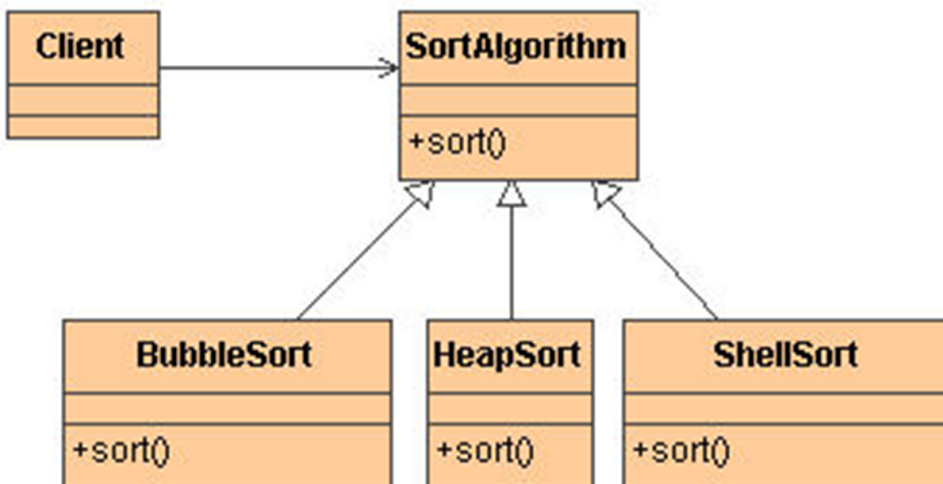 Client
SortAlgorithm
+sort()
BubbleSort
HeapSort
ShellSort
+sort()
+sort()
+sort()